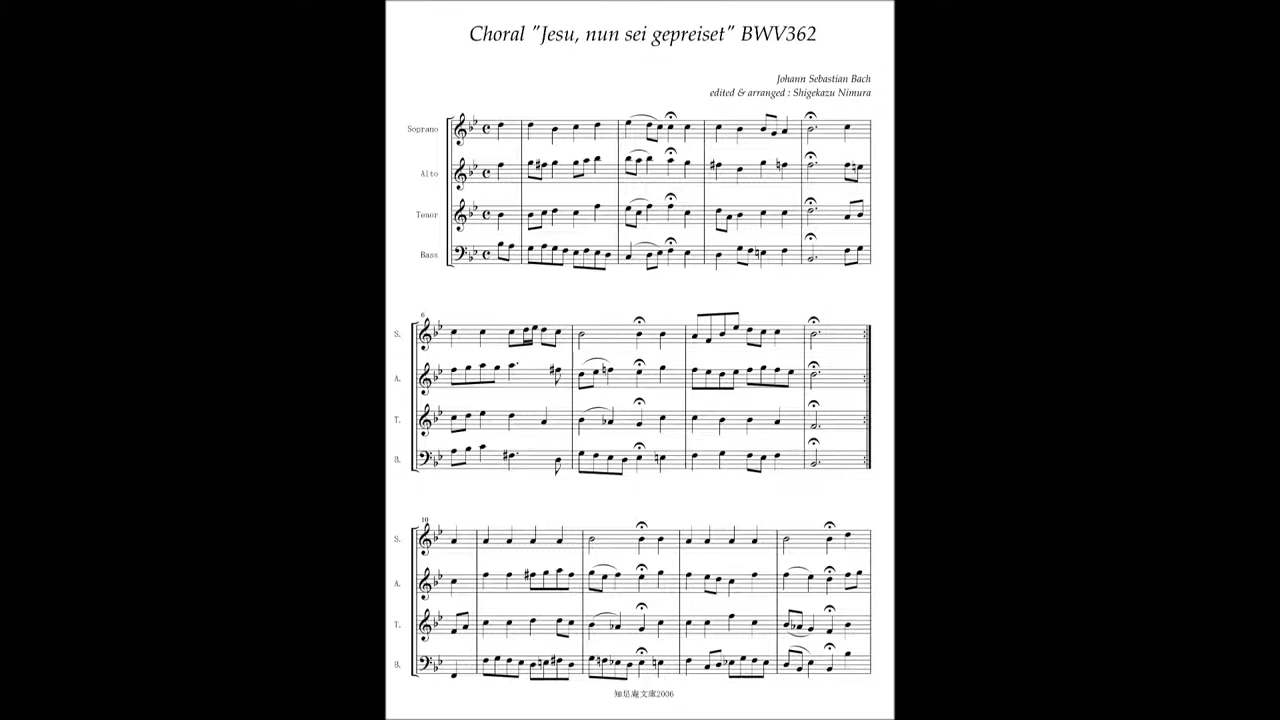 Choral "Jesu, nun sei gepreiset" BWV362
Johann Sebastian Bach
edited & arranged : Shigekazu Nimura
Soprano
Alto
Tenor
Bass
6
S.
A.
T.
B.
10
S.
A.
T.
B.
知足庵文庫2006